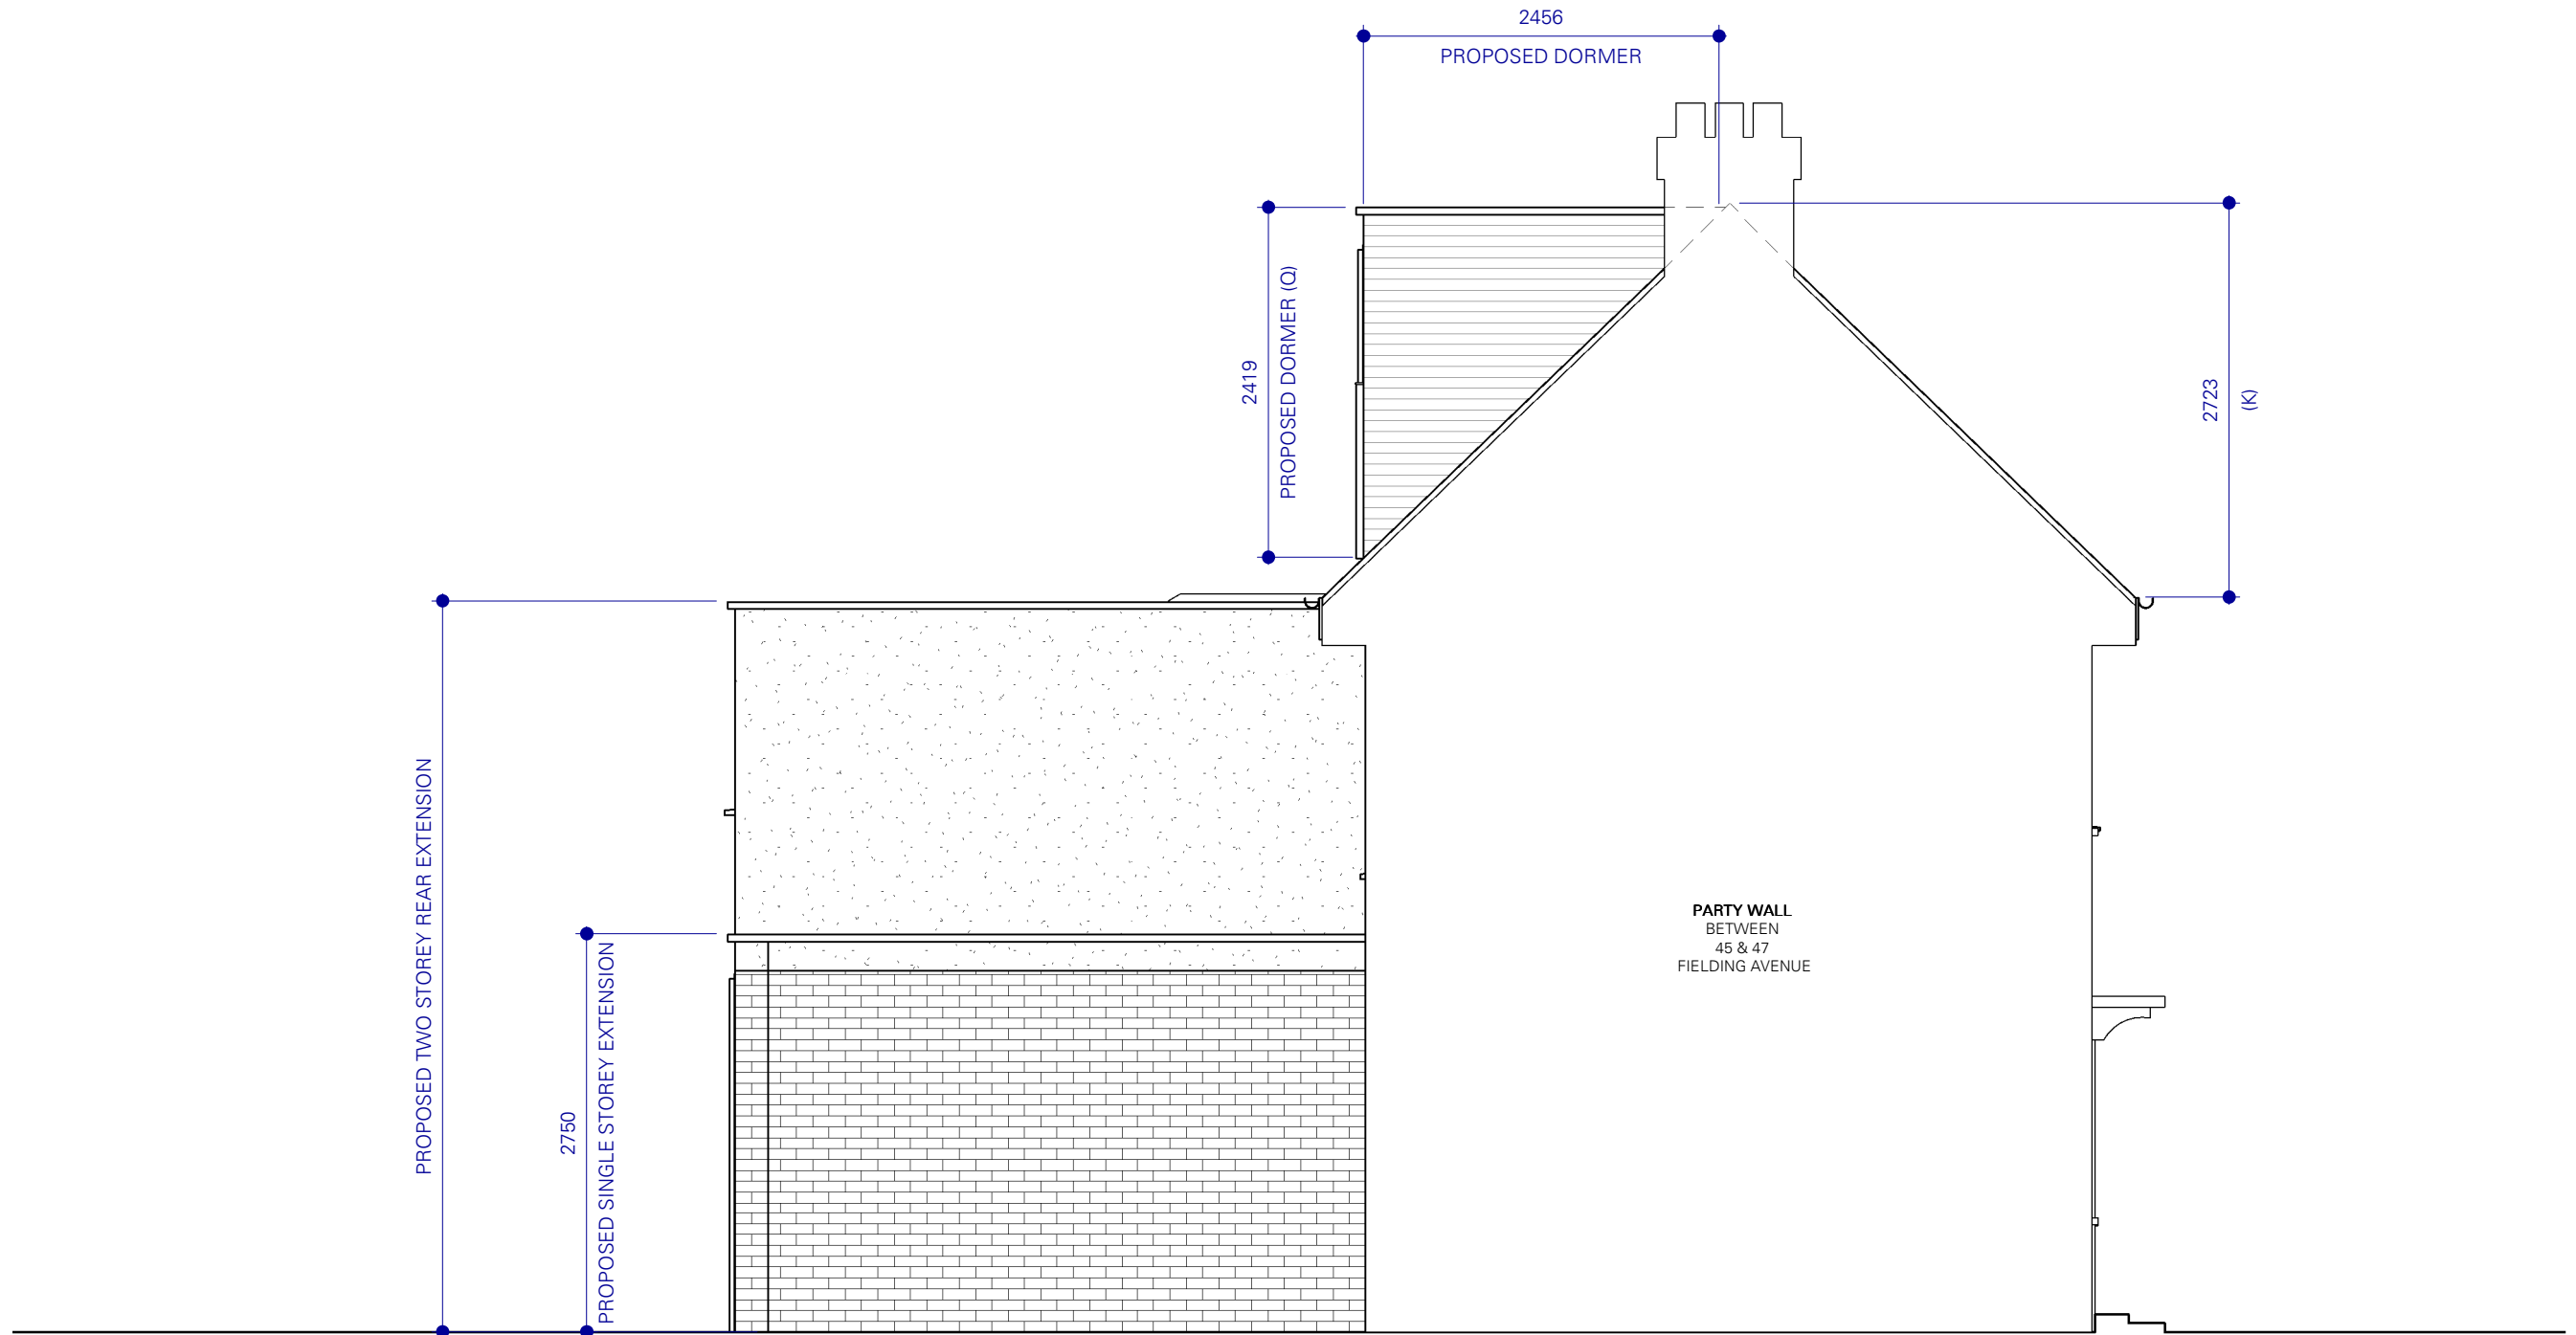 2456
PROPOSED DORMER
2419
PROPOSED DORMER (Q)
2723
(K)
PROPOSED TWO STOREY REAR EXTENSION
2750
PROPOSED SINGLE STOREY EXTENSION
PARTY WALL
BETWEEN
45 & 47
FIELDING AVENUE